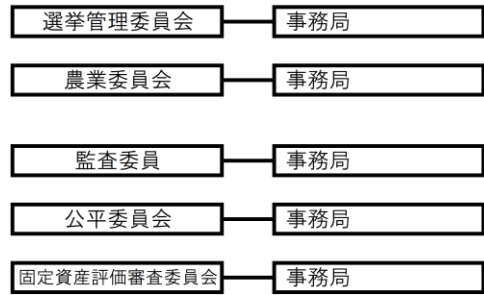 選挙管理委員会 事務局
農業委員会 事務局
監査委員 事務局
公平委員会 事務局
固定資産評価審査委員会 事務局